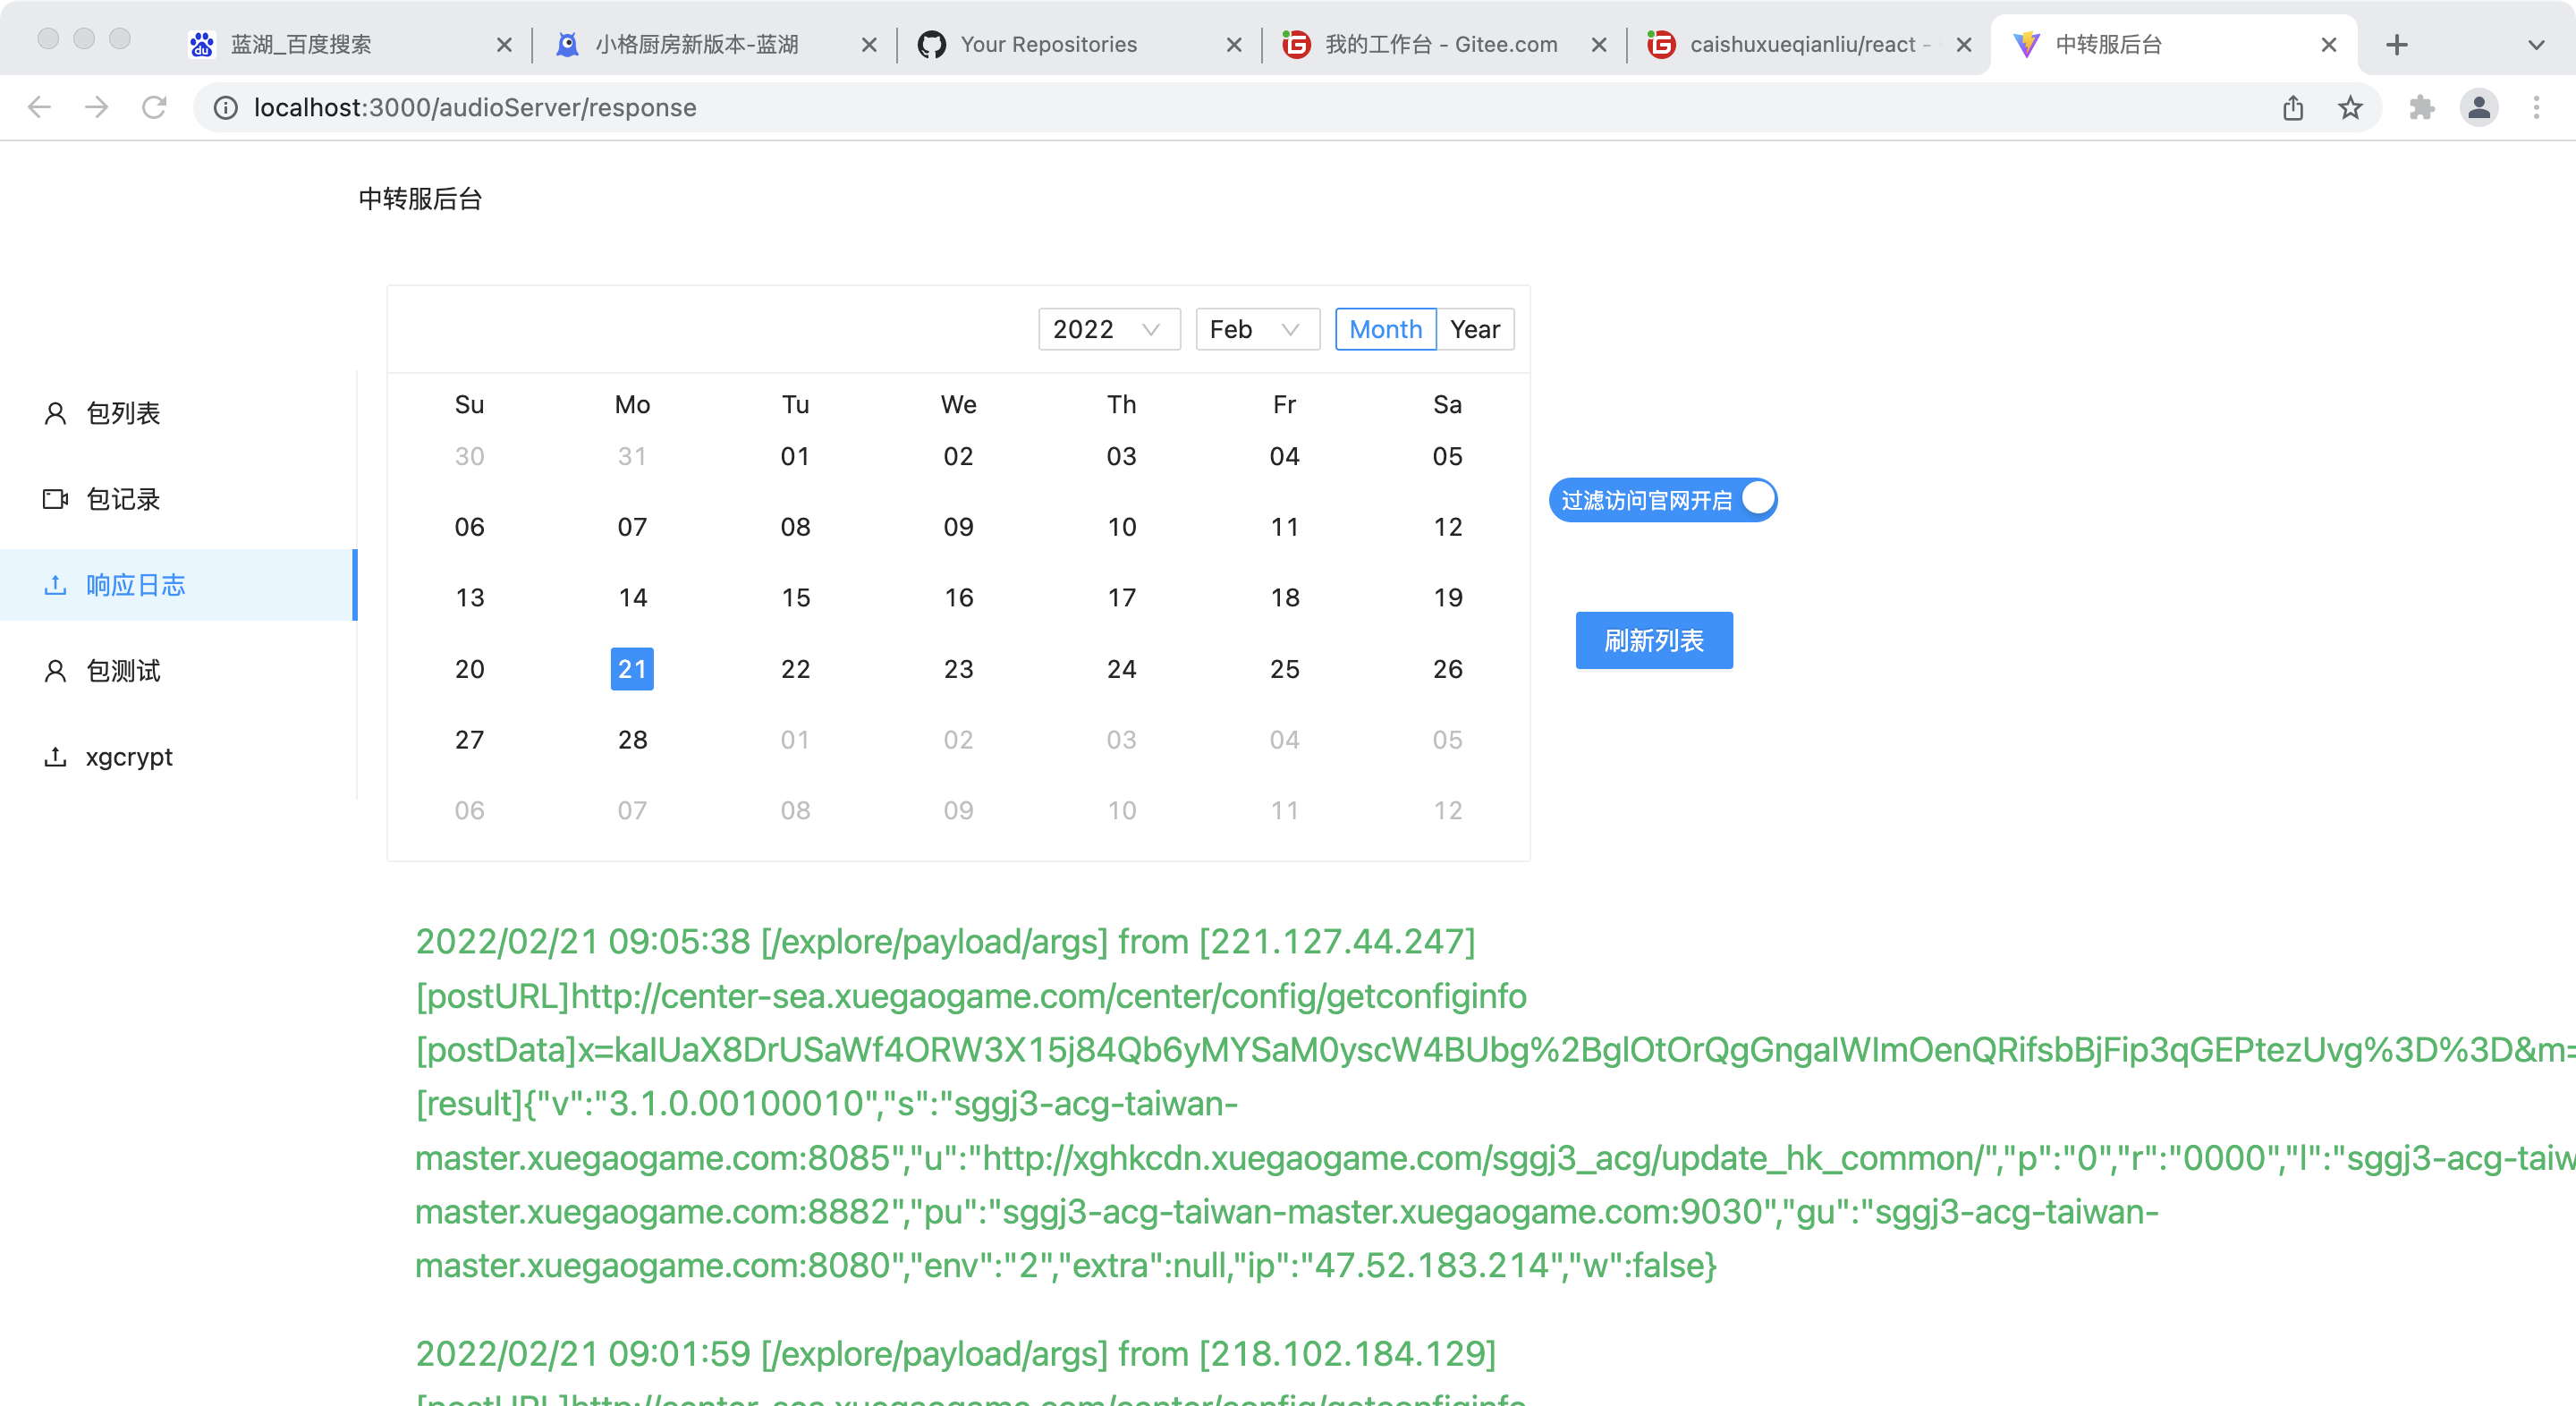 蓝湖_百度搜索
小格厨房新版本-蓝湖
Your Repositories
我的工作台 - Gitee.com
caishuxueqianliu/react -
中转服后台
localhost:3000/audioServer/response
中转服后台
包列表
包记录
响应日志
包测试
xgcrypt
2022 Feb Month Year
Su Mo Tu We Th Fr Sa
30 31 01 02 03 04 05
06 07 08 09 10 11 12
13 14 15 16 17 18 19
20 21 22 23 24 25 26
27 28 01 02 03 04 05
06 07 08 09 10 11 12
过滤访问官网开启
刷新列表
2022/02/21 09:05:38 [/explore/payload/args] from [221.127.44.247]
[postURL]http://center-sea.xuegaogame.com/center/config/getconfiginfo
[postData]x=kaIUaX8DrUSaWf4ORW3X15j84Qb6yMYSaM0yscW4BUbg%2BglOtOrQgGngaIWImOenQRifsbBjFip3qGEPtezUvg%3D%3D&m=
[result]{"v":"3.1.0.00100010","s":"sggj3-acg-taiwan-
master.xuegaogame.com:8085","u":"http://xghkcdn.xuegaogame.com/sggj3_acg/update_hk_common/","p":"0","r":"0000","l":"sggj3-acg-taiw
master.xuegaogame.com:8882","pu":"sggj3-acg-taiwan-master.xuegaogame.com:9030","gu":"sggj3-acg-taiwan-
master.xuegaogame.com:8080","env":"2","extra":null,"ip":"47.52.183.214","w":false}
2022/02/21 09:01:59 [/explore/payload/args] from [218.102.184.129]
[postURL]http://center-sea.xuegaogame.com/center/config/getconfiginfo